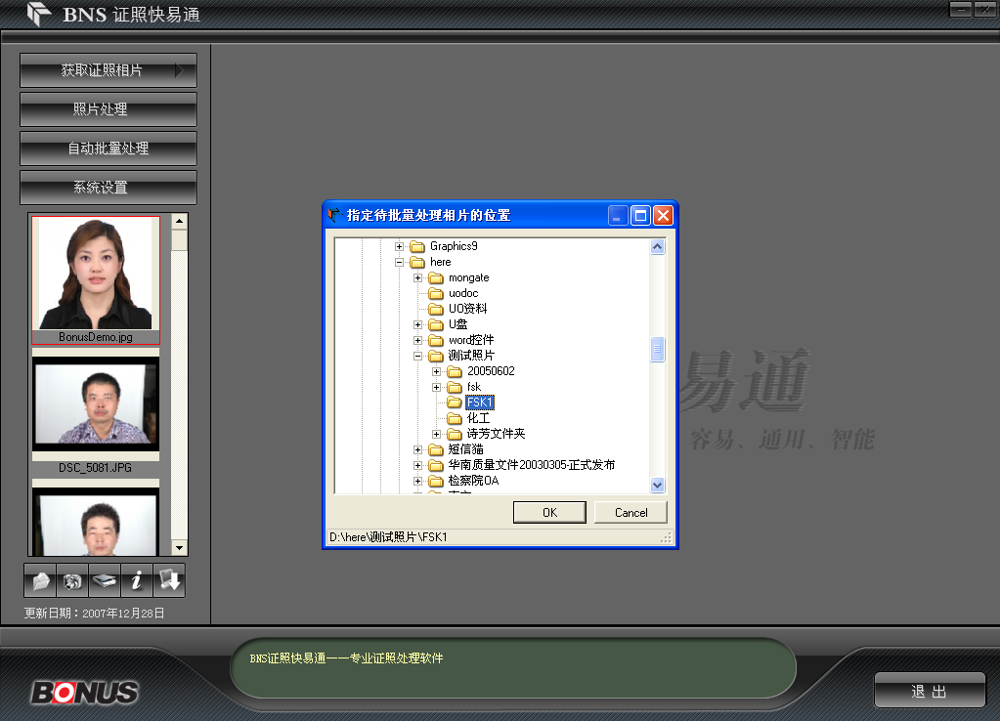 BNS 证照快易通
获取证照相片
照片处理
自动批量处理
系统设置
BonusDemo.jpg
DSC_5081.JPG
更新日期：2007年12月28日
指定待批量处理相片的位置
Graphics9
here
mongate
uodoc
UO资料
U盘
word控件
测试照片
20050602
fsk
FSK1
化工
诗芳文件夹
短信猫
华南质量文件20030305-正式发布
检察院OA
OK
Cancel
D:\here\测试照片\FSK1
易通
容易、通用、智能
BNS证照快易通——专业证照处理软件
BONUS
退 出